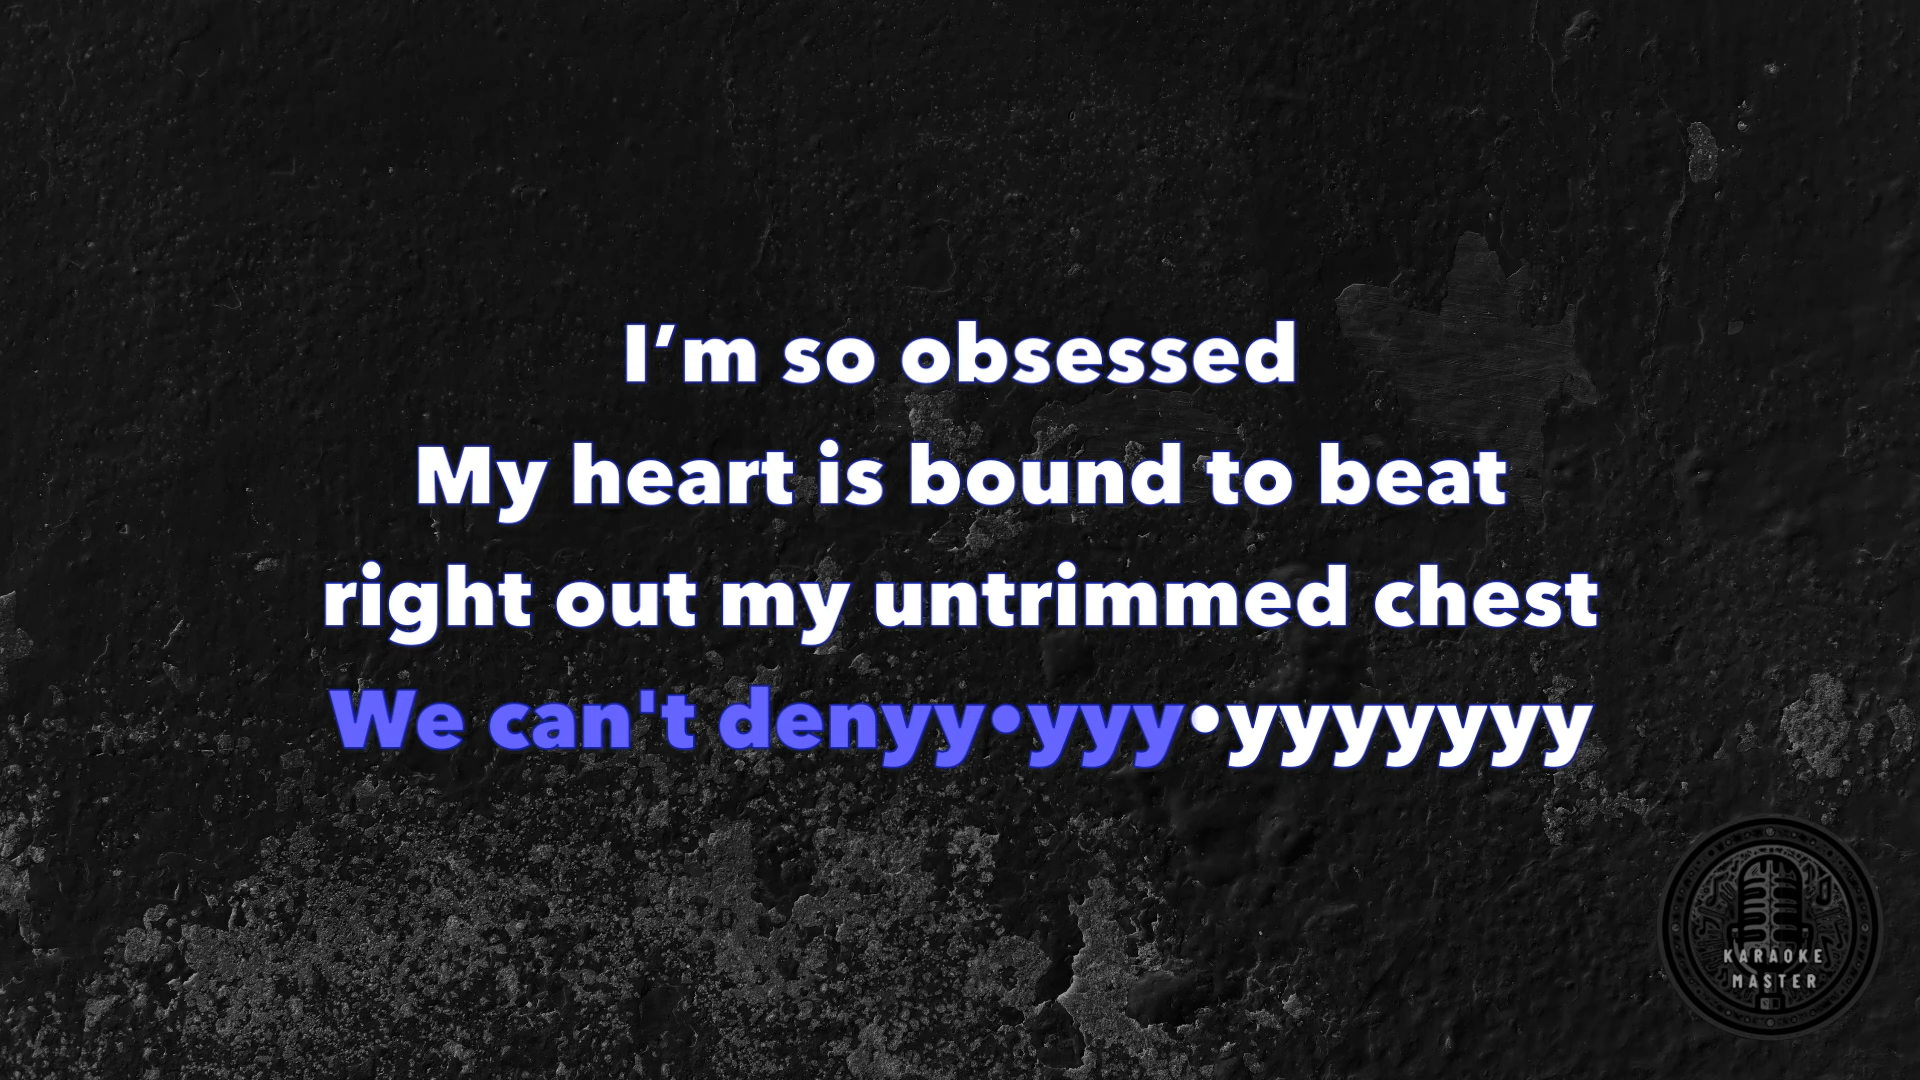 I’m so obsessed
My heart is bound to beat
right out my untrimmed chest
We can't denyy•yyy•yyyyyyy
KARAOKE
MASTER